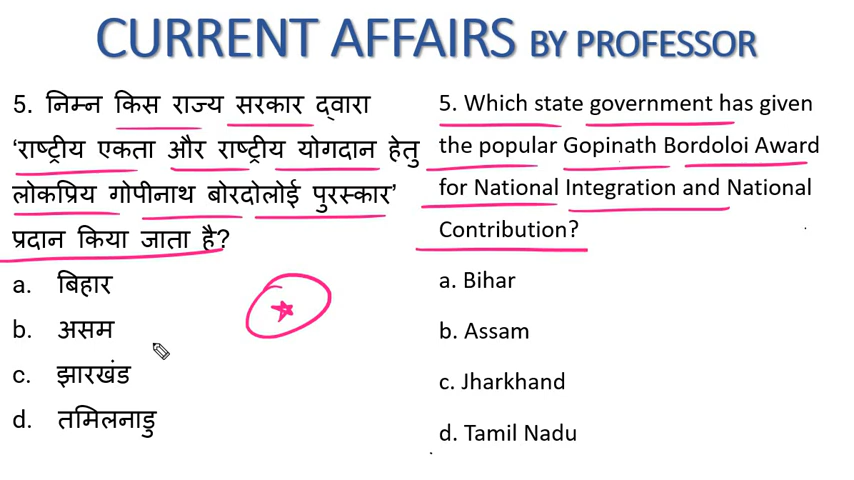 CURRENT AFFAIRS BY PROFESSOR
5. निम्न किस राज्य सरकार द्वारा
'राष्ट्रीय एकता और राष्ट्रीय योगदान हेतु
लोकप्रिय गोपीनाथ बोरदोलोई पुरस्कार'
प्रदान किया जाता है?
a. बिहार
b. असम
c. झारखंड
d. तमिलनाडु
5. Which state government has given
the popular Gopinath Bordoloi Award
for National Integration and National
Contribution?
a. Bihar
b. Assam
c. Jharkhand
d. Tamil Nadu